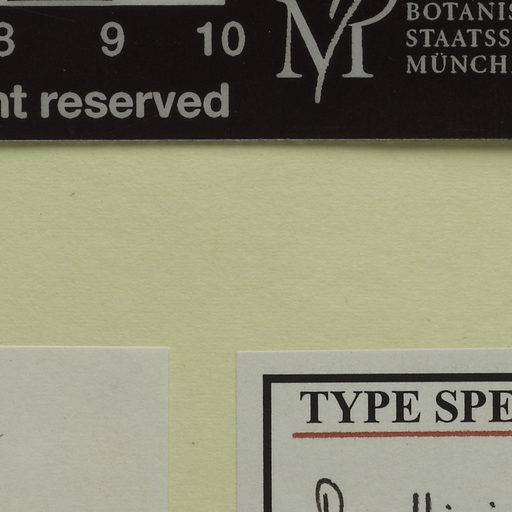 8 9 10
nt reserved
M
BOTANIS
STAATSS
MÜNCH
TYPE SPE